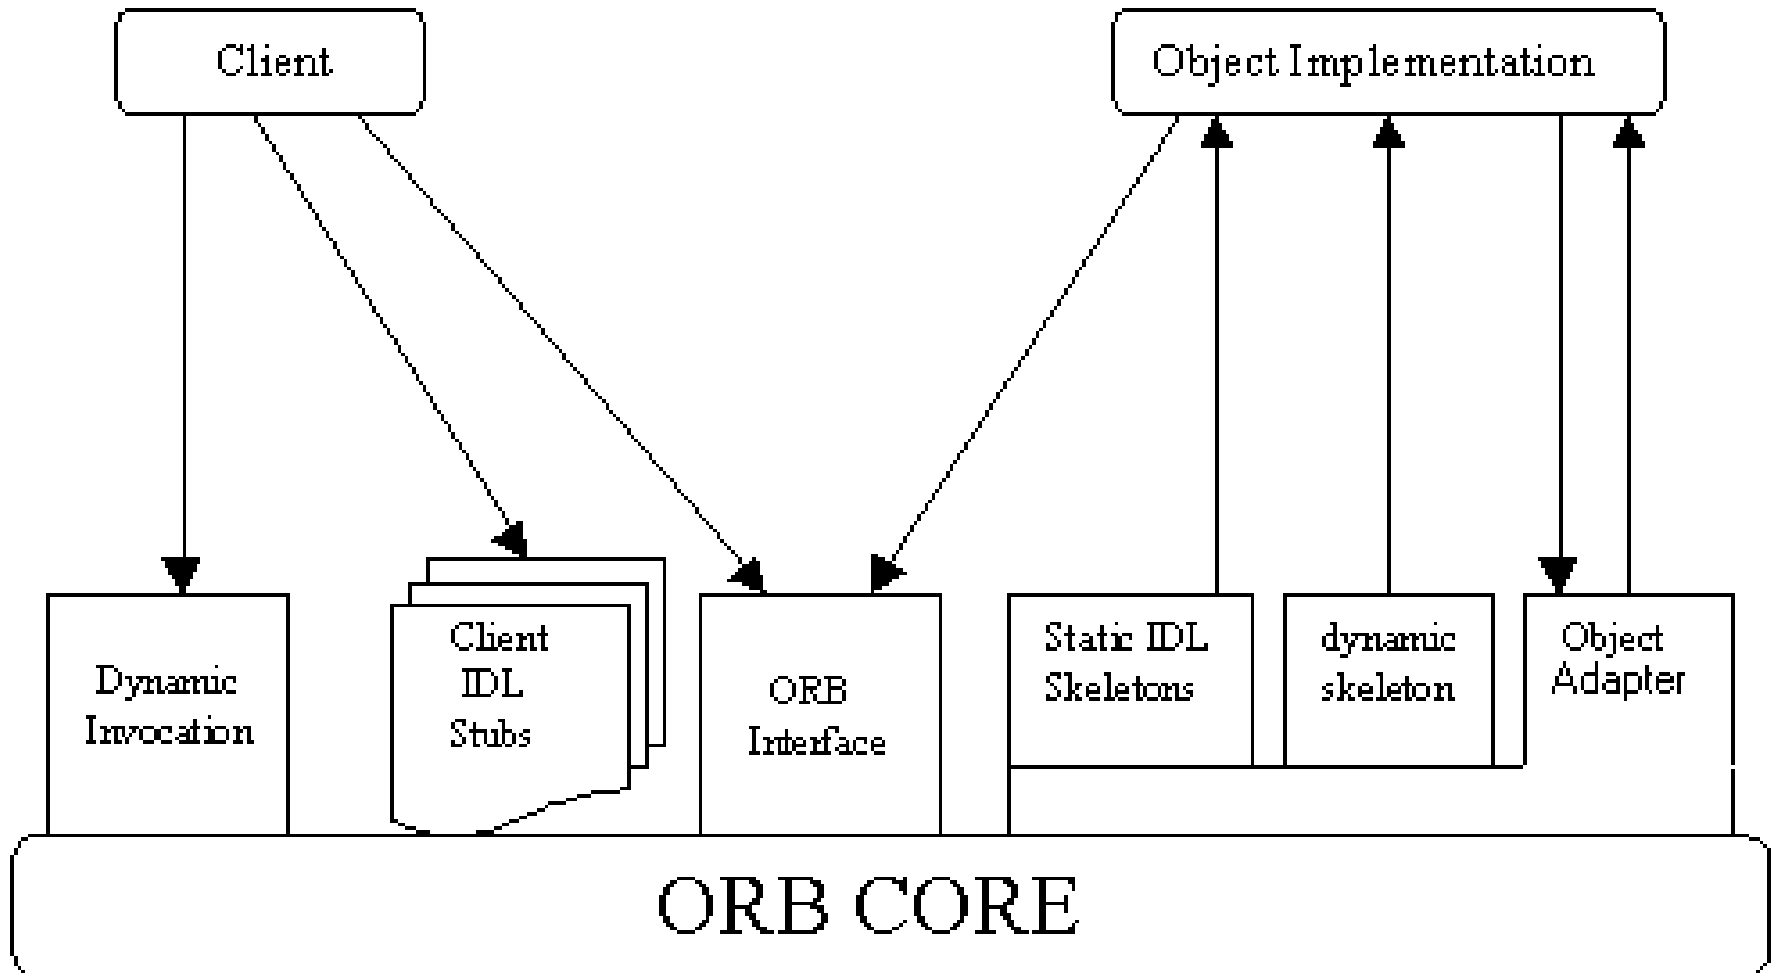 Client
Object Implementation
Dynamic
Invocation
Client
IDL
Stubs
ORB
Interface
Static IDL
Skeletons
dynamic
skeleton
Object
Adapter
ORB CORE